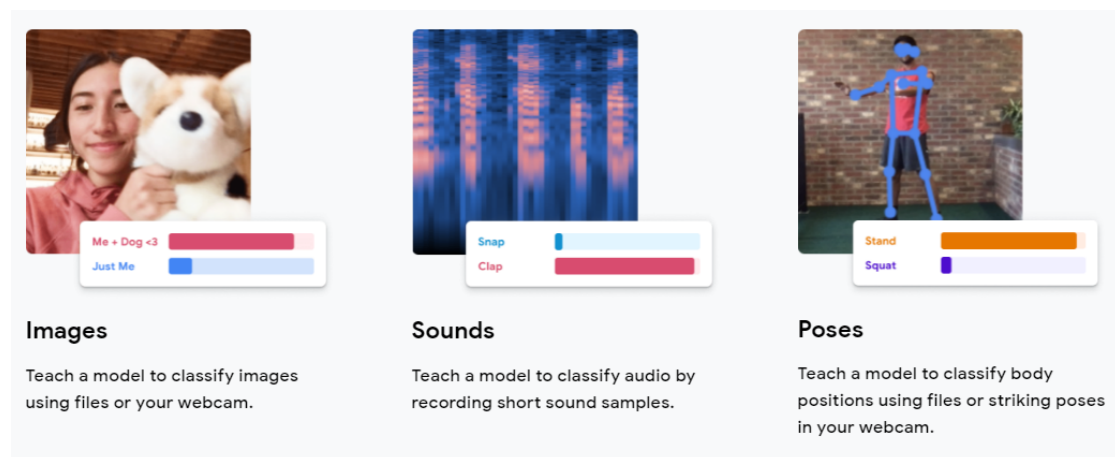 Me + Dog <3
Just Me
Images
Teach a model to classify images
using files or your webcam.
Snap
Clap
Sounds
Teach a model to classify audio by
recording short sound samples.
Stand
Squat
Poses
Teach a model to classify body
positions using files or striking poses
in your webcam.